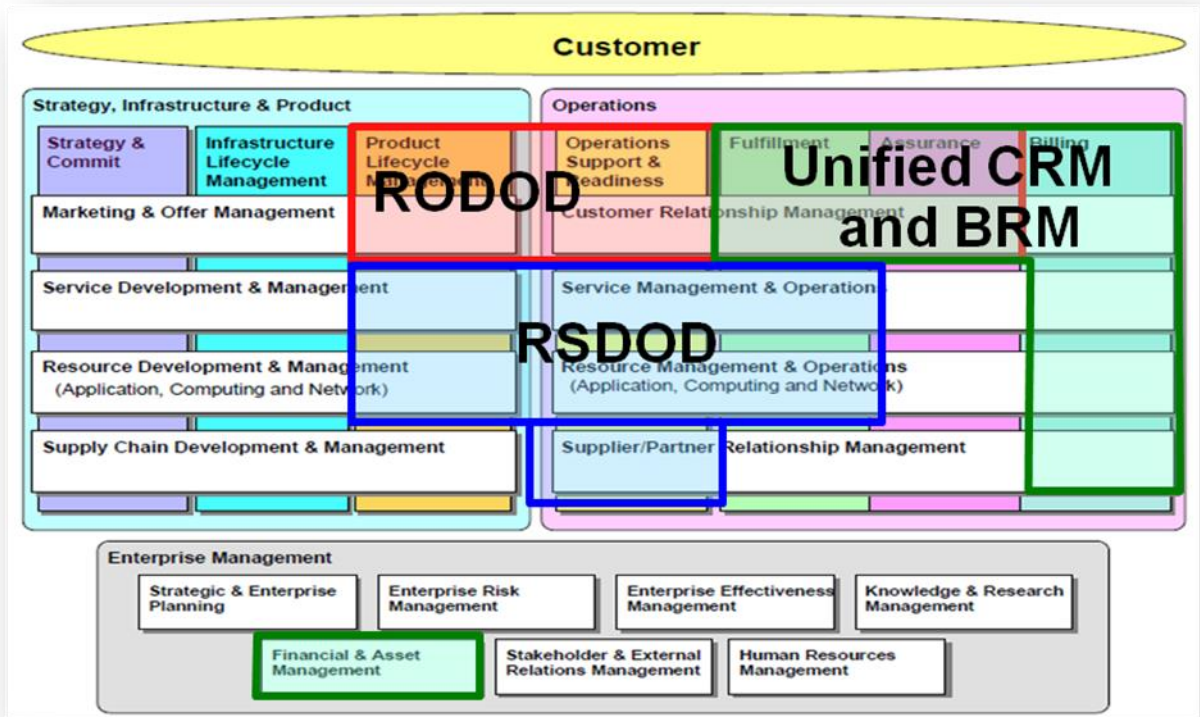 Customer
Strategy, Infrastructure & Product
Operations
Strategy &
Commit
Infrastructure
Lifecycle
Management
Product
Lifecycle
Management
Operations
Support &
Readiness
Fulfillment
Assurance
Billing
RODOD
Unified CRM
and BRM
Marketing & Offer Management
Customer Relationship Management
Service Development & Management
Service Management & Operations
RSDOD
Resource Development & Management
(Application, Computing and Network)
Resource Management & Operations
(Application, Computing and Network)
Supply Chain Development & Management
Supplier/Partner Relationship Management
Enterprise Management
Strategic & Enterprise
Planning
Enterprise Risk
Management
Enterprise Effectiveness
Management
Knowledge & Research
Management
Financial & Asset
Management
Stakeholder & External
Relations Management
Human Resources
Management